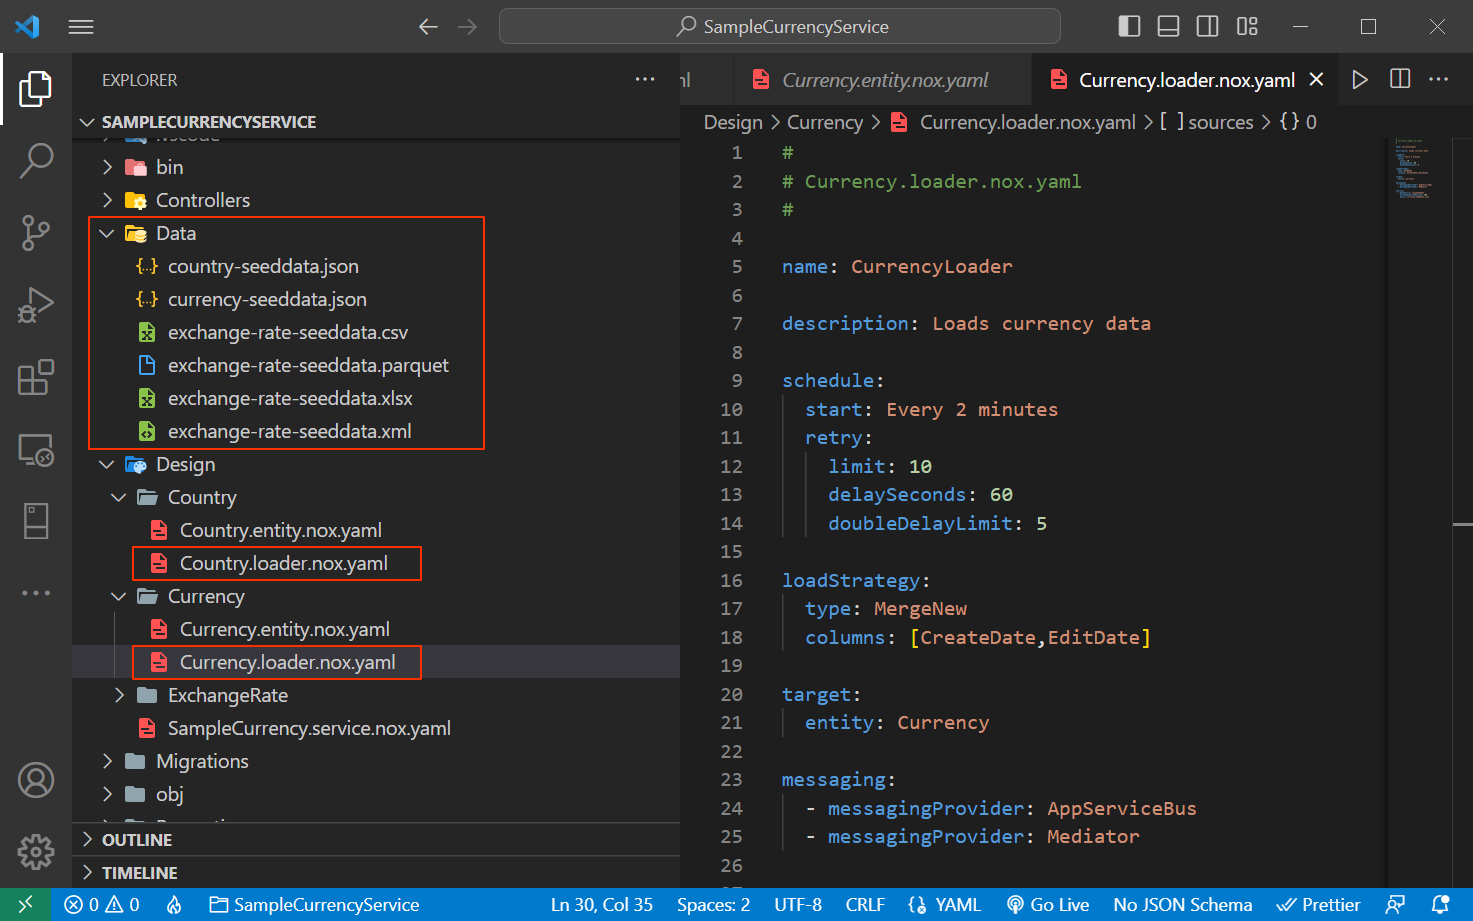 SampleCurrencyService
EXPLORER
SAMPLECURRENCYSERVICE
.vscode
bin
Controllers
Data
country-seeddata.json
currency-seeddata.json
exchange-rate-seeddata.csv
exchange-rate-seeddata.parquet
exchange-rate-seeddata.xlsx
exchange-rate-seeddata.xml
Design
Country
Country.entity.nox.yaml
Country.loader.nox.yaml
Currency
Currency.entity.nox.yaml
Currency.loader.nox.yaml
ExchangeRate
SampleCurrency.service.nox.yaml
Migrations
obj
OUTLINE
TIMELINE
Currency.entity.nox.yaml
Currency.loader.nox.yaml
Design > Currency > Currency.loader.nox.yaml > [ ] sources > {} 0
1 #
2 # Currency.loader.nox.yaml
3 #
4
5 name: CurrencyLoader
6
7 description: Loads currency data
8
9 schedule:
10 start: Every 2 minutes
11 retry:
12 limit: 10
13 delaySeconds: 60
14 doubleDelayLimit: 5
15
16 loadStrategy:
17 type: MergeNew
18 columns: [CreateDate,EditDate]
19
20 target:
21 entity: Currency
22
23 messaging:
24 - messagingProvider: AppServiceBus
25 - messagingProvider: Mediator
26
0 0 SampleCurrencyService Ln 30, Col 35 Spaces: 2 UTF-8 CRLF YAML Go Live No JSON Schema Prettier